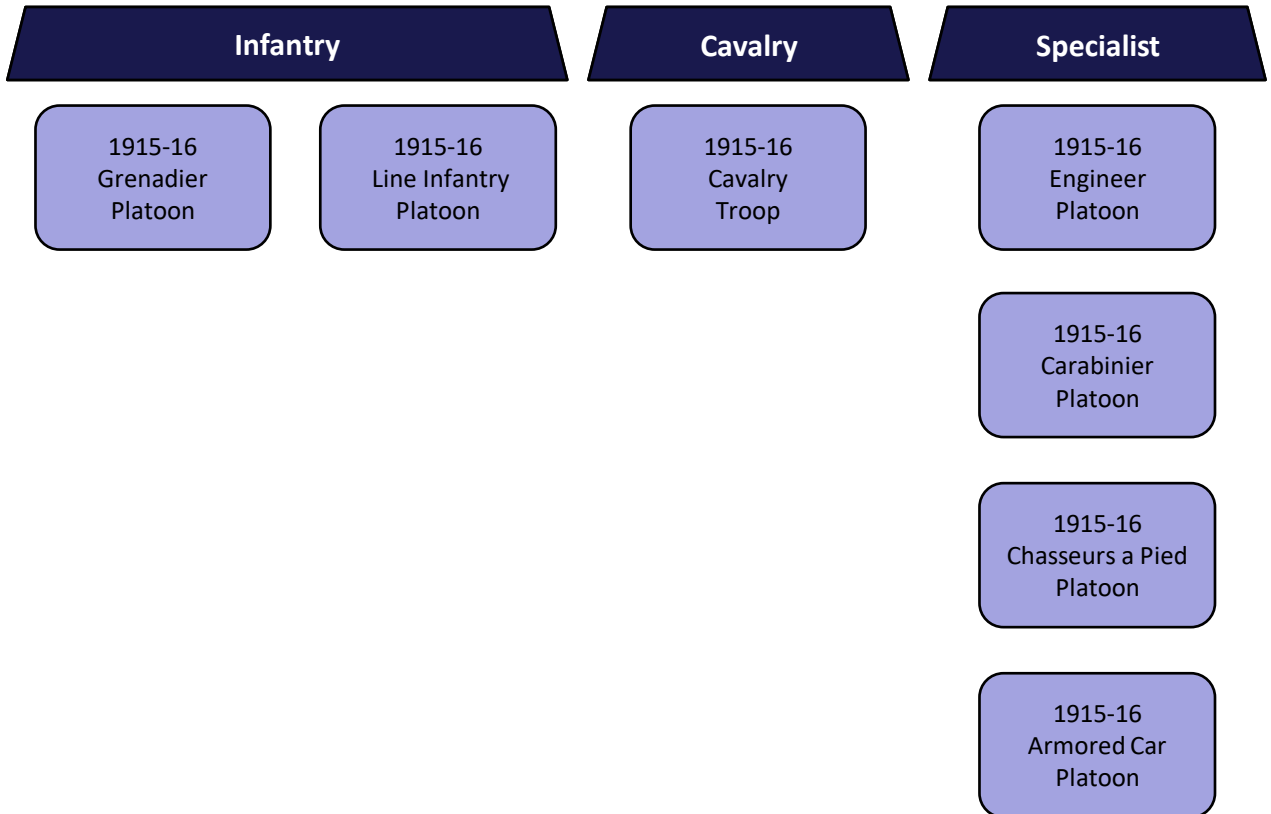 Infantry
Cavalry
Specialist
1915-16
Grenadier
Platoon
1915-16
Line Infantry
Platoon
1915-16
Cavalry
Troop
1915-16
Engineer
Platoon
1915-16
Carabinier
Platoon
1915-16
Chasseurs a Pied
Platoon
1915-16
Armored Car
Platoon